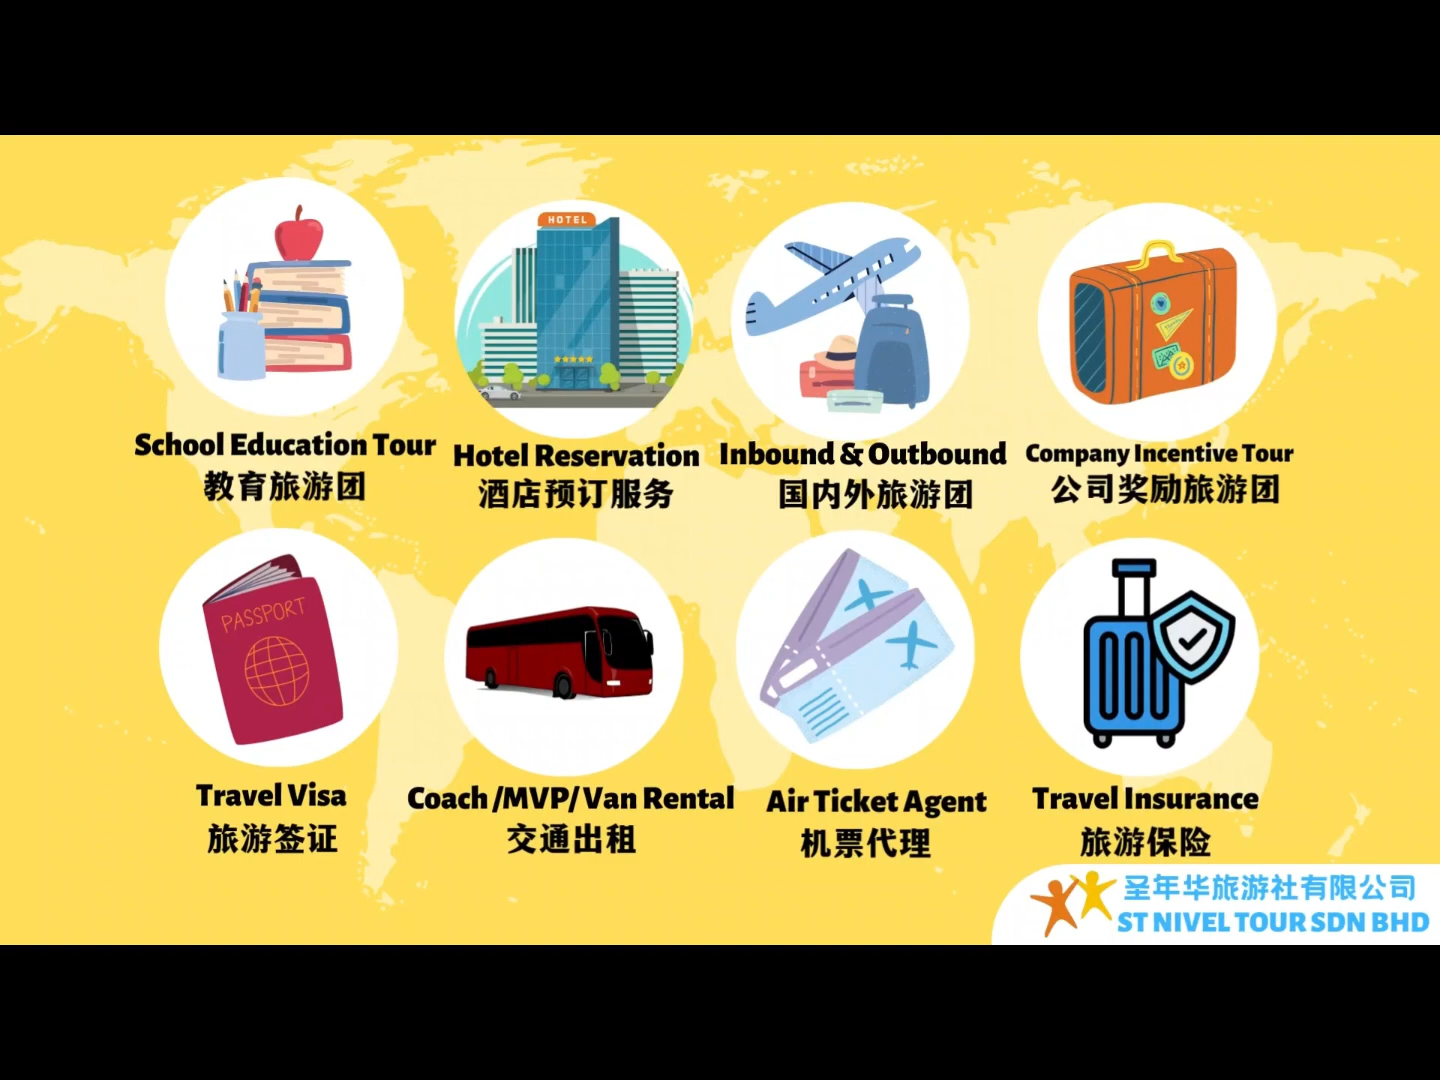 HOTEL
School Education Tour
教育旅游团
Hotel Reservation
酒店预订服务
Inbound & Outbound
国内外旅游团
Company Incentive Tour
公司奖励旅游团
PASSPORT
Travel Visa
旅游签证
Coach /MVP/ Van Rental
交通出租
Air Ticket Agent
机票代理
Travel Insurance
旅游保险
圣年华旅游社有限公司
ST NIVEL TOUR SDN BHD